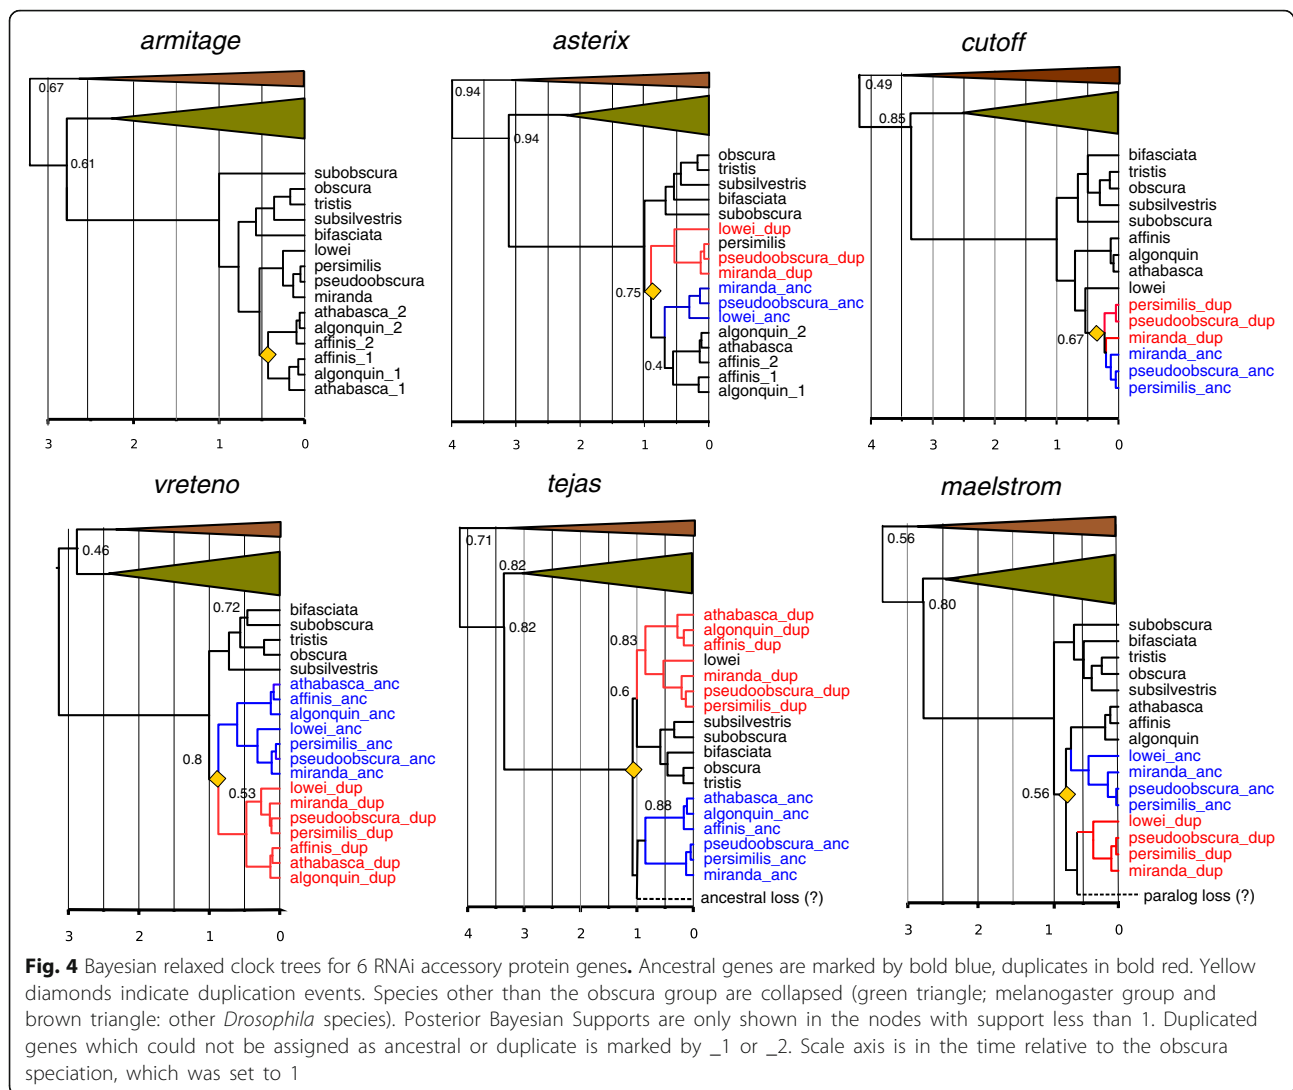 armitage
0.67
0.61
subobscura
obscura
tristis
subsilvestris
bifasciata
lowei
persimilis
pseudoobscura
miranda
athabasca_2
algonquin_2
affinis_2
affinis_1
algonquin_1
athabasca_1
3 2 1 0
asterix
0.94
0.94
obscura
tristis
subsilvestris
bifasciata
subobscura
lowei_dup
persimilis
pseudoobscura_dup
miranda_dup
0.75
miranda_anc
pseudoobscura_anc
lowei_anc
algonquin_2
athabasca
0.4
affinis_2
affinis_1
algonquin_1
4 3 2 1 0
cutoff
0.49
0.85
bifasciata
tristis
obscura
subsilvestris
subobscura
affinis
algonquin
athabasca
lowei
persimilis_dup
pseudoobscura_dup
0.67
miranda_dup
miranda_anc
pseudoobscura_anc
persimilis_anc
4 3 2 1 0
vreteno
0.46
0.72
bifasciata
subobscura
tristis
obscura
subsilvestris
athabasca_anc
affinis_anc
algonquin_anc
lowei_anc
persimilis_anc
0.8
pseudoobscura_anc
miranda_anc
lowei_dup
0.53
miranda_dup
pseudoobscura_dup
persimilis_dup
affinis_dup
athabasca_dup
algonquin_dup
3 2 1 0
tejas
0.71
0.82
0.82
athabasca_dup
algonquin_dup
0.83
affinis_dup
lowei
miranda_dup
0.6
pseudoobscura_dup
persimilis_dup
subsilvestris
subobscura
bifasciata
obscura
tristis
athabasca_anc
0.88
algonquin_anc
affinis_anc
pseudoobscura_anc
persimilis_anc
miranda_anc
ancestral loss (?)
4 3 2 1 0
maelstrom
0.56
0.80
subobscura
bifasciata
tristis
obscura
subsilvestris
athabasca
affinis
algonquin
lowei_anc
miranda_anc
pseudoobscura_anc
0.56
persimilis_anc
lowei_dup
pseudoobscura_dup
persimilis_dup
miranda_dup
paralog loss (?)
3 2 1 0
Fig. 4 Bayesian relaxed clock trees for 6 RNAi accessory protein genes. Ancestral genes are marked by bold blue, duplicates in bold red. Yellow
diamonds indicate duplication events. Species other than the obscura group are collapsed (green triangle; melanogaster group and
brown triangle: other Drosophila species). Posterior Bayesian Supports are only shown in the nodes with support less than 1. Duplicated
genes which could not be assigned as ancestral or duplicate is marked by _1 or _2. Scale axis is in the time relative to the obscura
speciation, which was set to 1